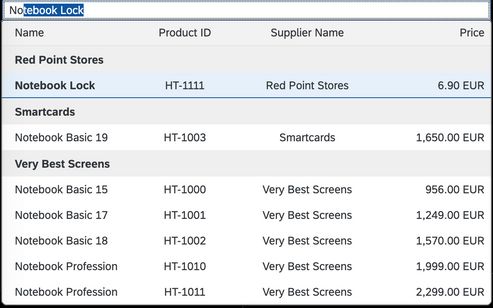 Notebook Lock
Name Product ID Supplier Name Price
Red Point Stores
Notebook Lock HT-1111 Red Point Stores 6.90 EUR
Smartcards
Notebook Basic 19 HT-1003 Smartcards 1,650.00 EUR
Very Best Screens
Notebook Basic 15 HT-1000 Very Best Screens 956.00 EUR
Notebook Basic 17 HT-1001 Very Best Screens 1,249.00 EUR
Notebook Basic 18 HT-1002 Very Best Screens 1,570.00 EUR
Notebook Profession HT-1010 Very Best Screens 1,999.00 EUR
Notebook Profession HT-1011 Very Best Screens 2,299.00 EUR